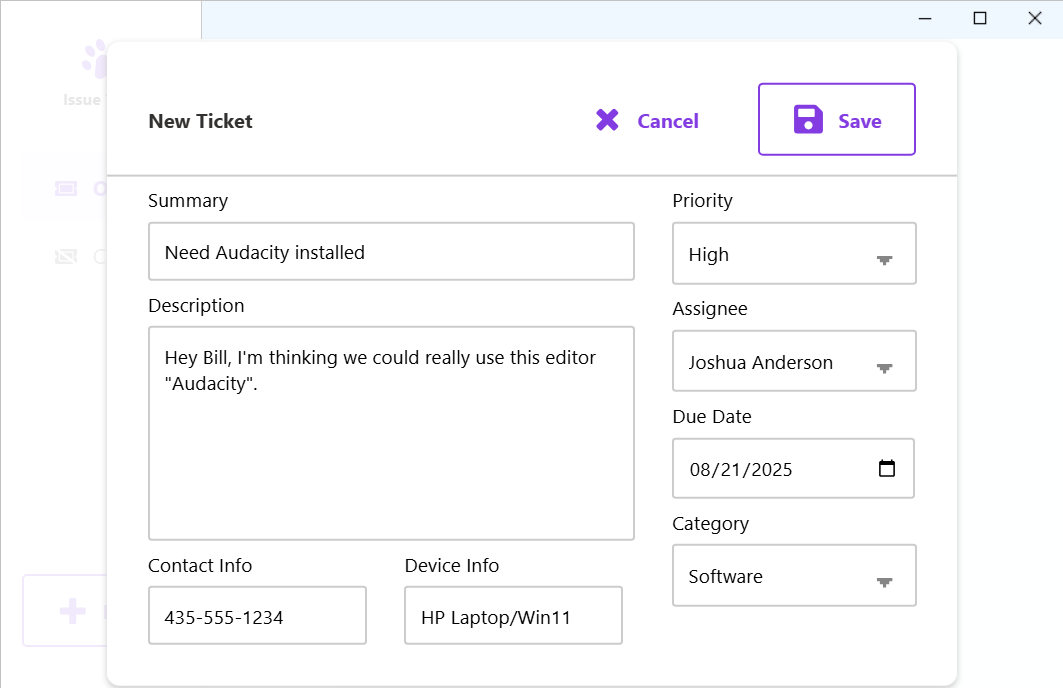 Issue
New Ticket
Cancel
Save
Summary
Need Audacity installed
Description
Hey Bill, I'm thinking we could really use this editor
"Audacity".
Contact Info
435-555-1234
Device Info
HP Laptop/Win11
Priority
High
Assignee
Joshua Anderson
Due Date
08/21/2025
Category
Software